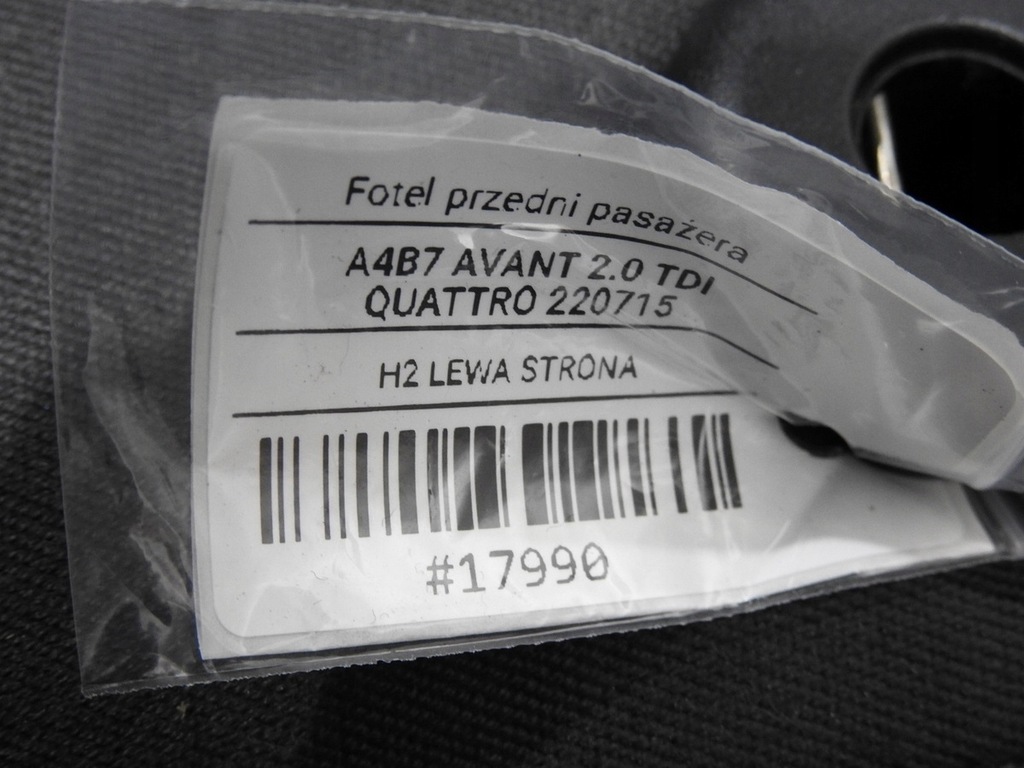 Fotel przedni pasażera
A4B7 AVANT 2.0 TDI
QUATTRO 220715
H2 LEWA STRONA
#17990